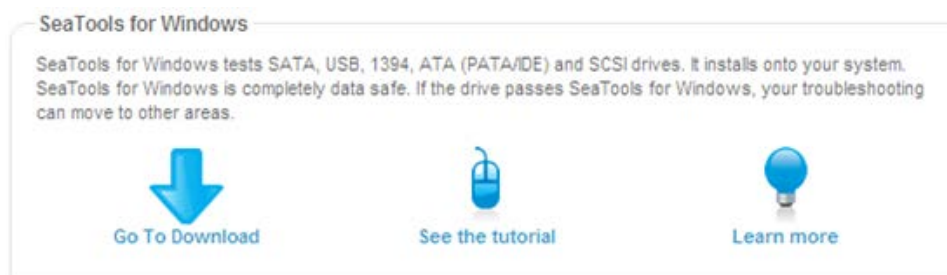 SeaTools for Windows
SeaTools for Windows tests SATA, USB, 1394, ATA (PATA/IDE) and SCSI drives. It installs onto your system.
SeaTools for Windows is completely data safe. If the drive passes SeaTools for Windows, your troubleshooting
can move to other areas.
Go To Download
See the tutorial
Learn more